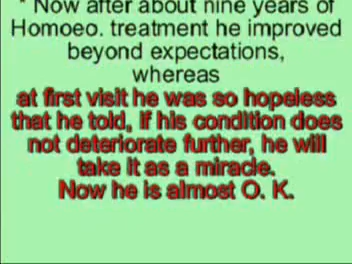 * Now after about nine years of
Homoeo. treatment he improved
beyond expectations,
whereas
at first visit he was so hopeless
that he told, if his condition does
not deteriorate further, he will
take it as a miracle.
Now he is almost O. K.